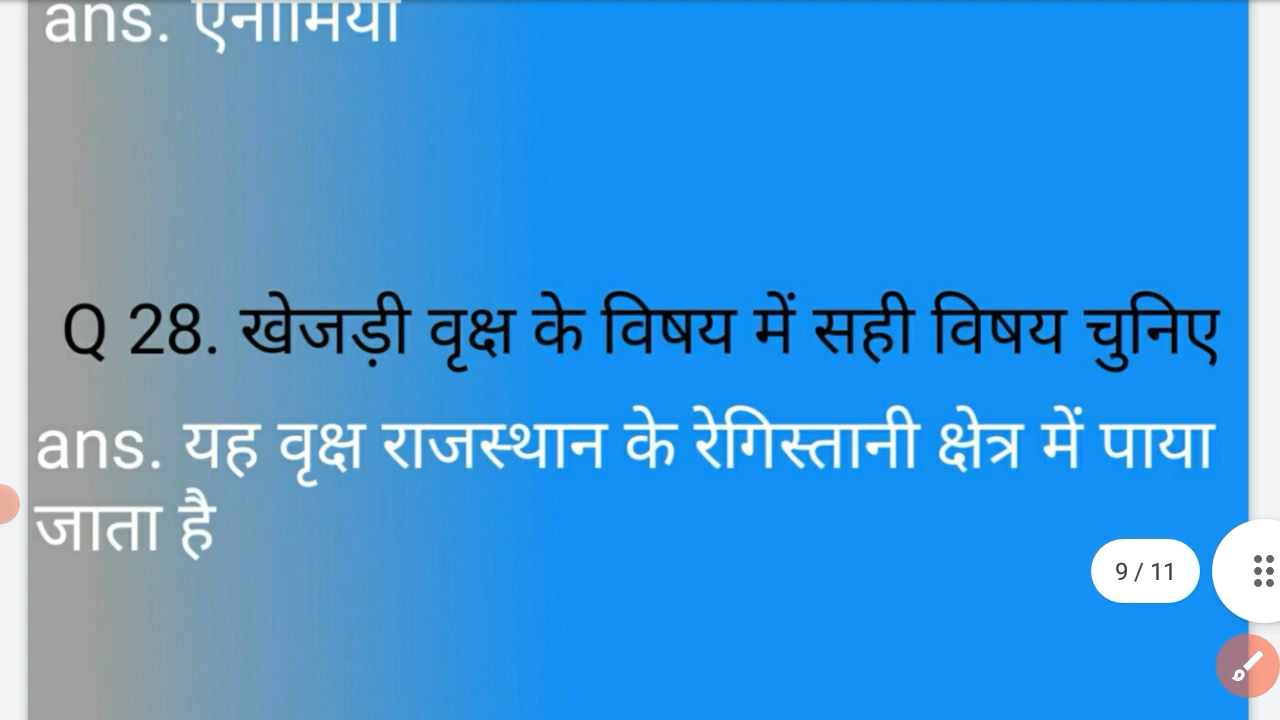 ans. एनीमिया
Q 28. खेजड़ी वृक्ष के विषय में सही विषय चुनिए
ans. यह वृक्ष राजस्थान के रेगिस्तानी क्षेत्र में पाया
जाता है
9 / 11